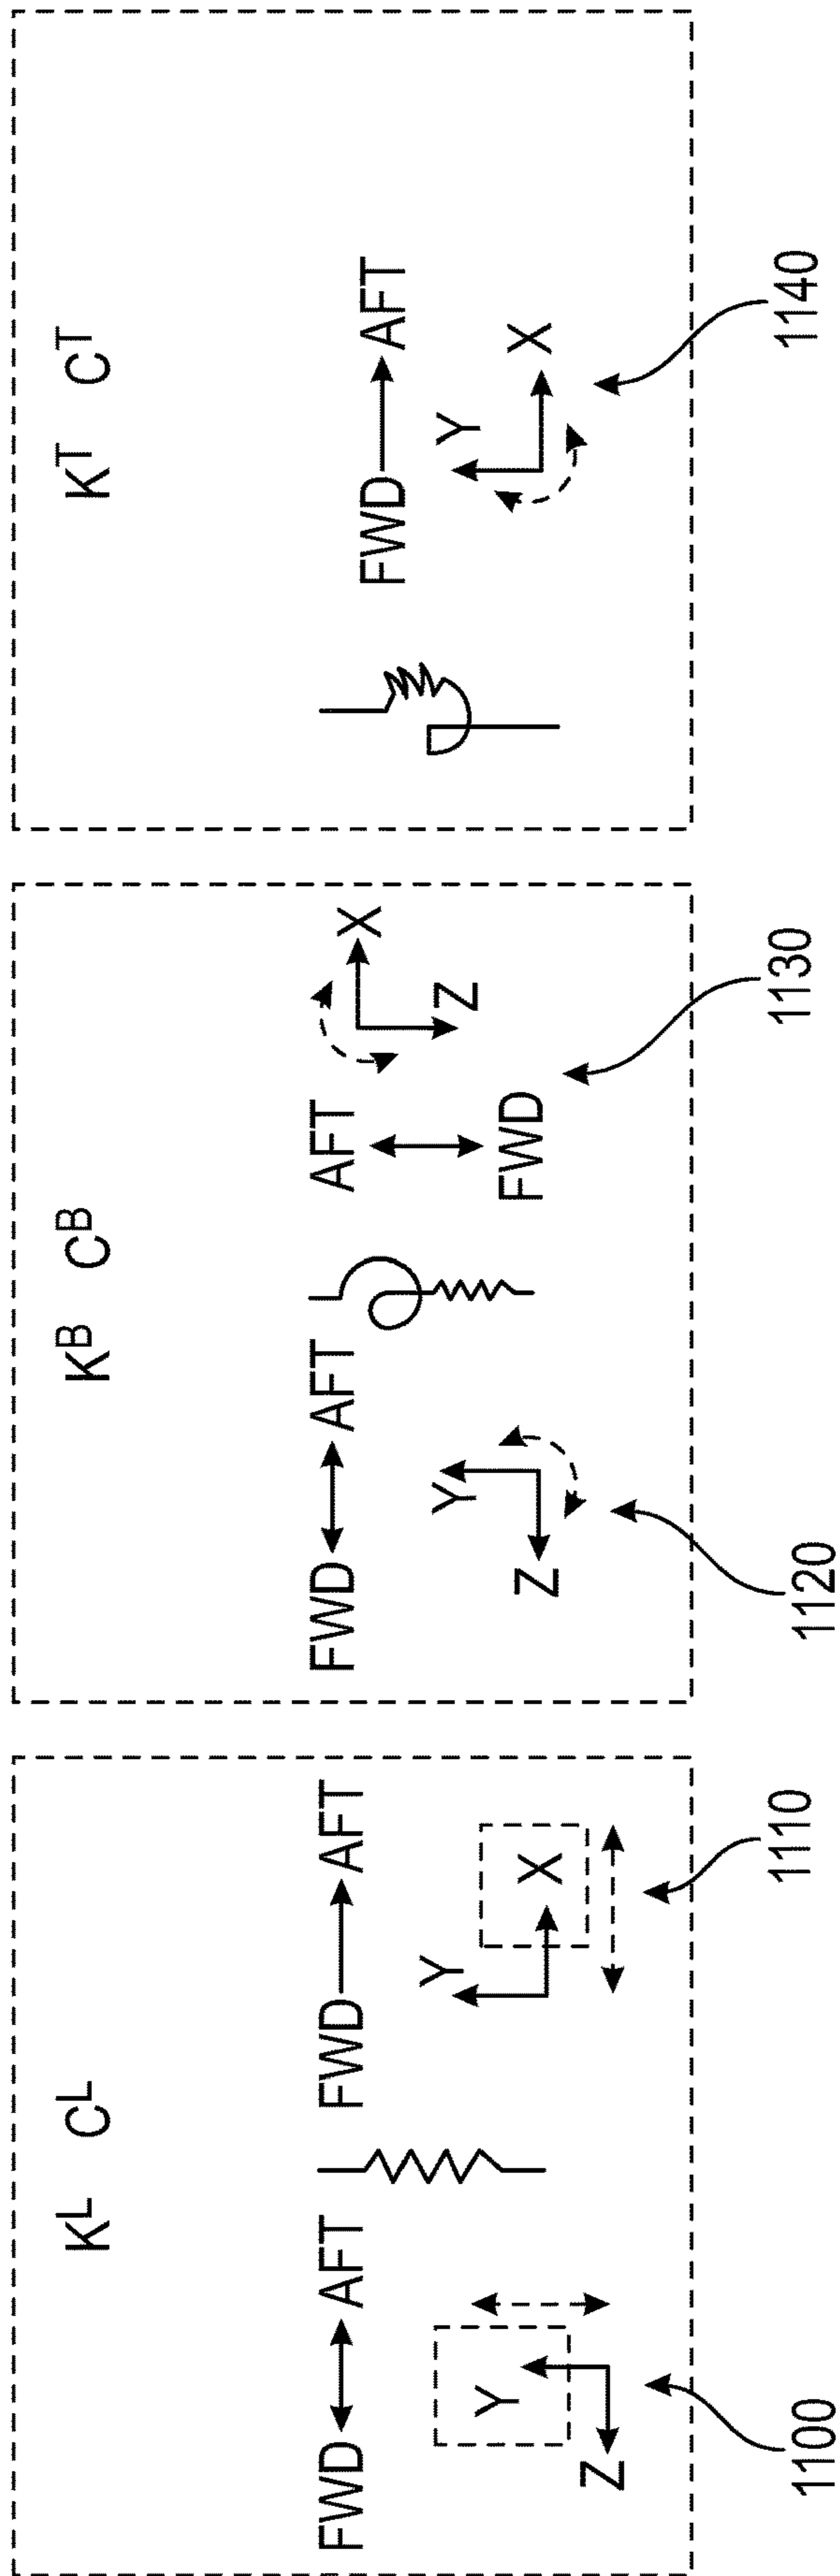 K^L C^L
FWD AFT
FWD AFT
Y
Z
Y
X
1100
1110
K^B C^B
FWD AFT
AFT
FWD
Y
Z
X
Z
1120
1130
K^T C^T
FWD AFT
Y
X
1140